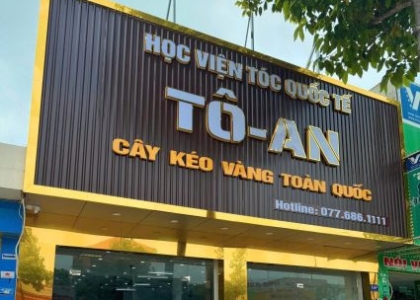 HỌC VIỆN TÓC QUỐC TẾ
TÔ-AN
CÂY KÉO VÀNG TOÀN QUỐC
Hotline: 077.686.1111